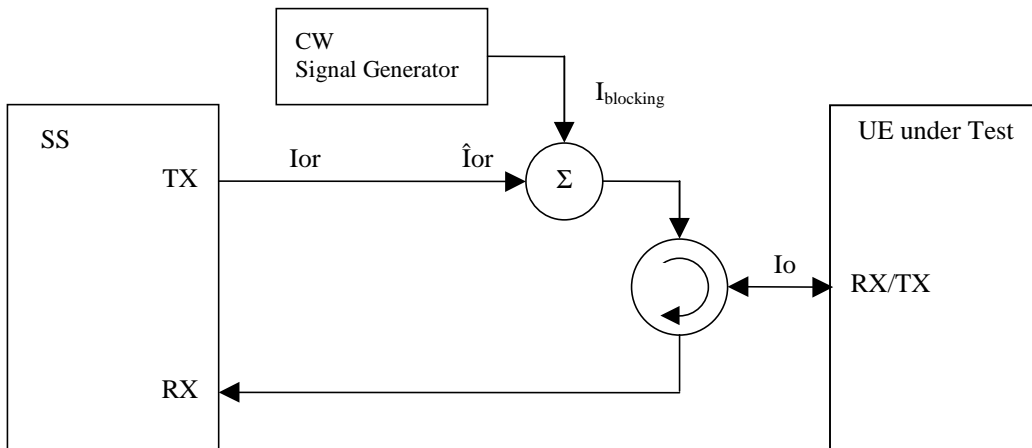 CW
Signal Generator
I_blocking
SS
UE under Test
TX
Ior
Îor
Σ
Io
RX/TX
RX